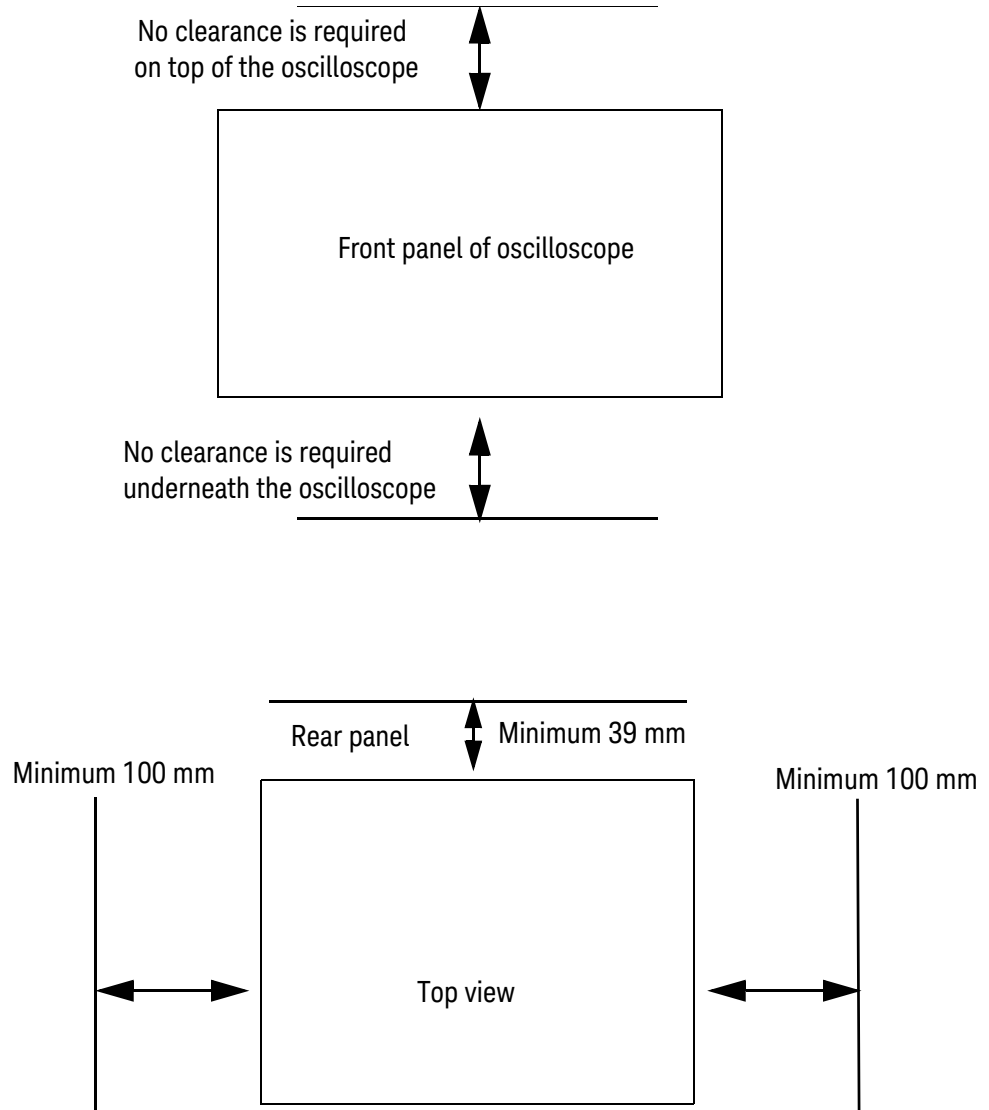 No clearance is required
on top of the oscilloscope
Front panel of oscilloscope
No clearance is required
underneath the oscilloscope
Rear panel
Minimum 39 mm
Minimum 100 mm
Minimum 100 mm
Top view